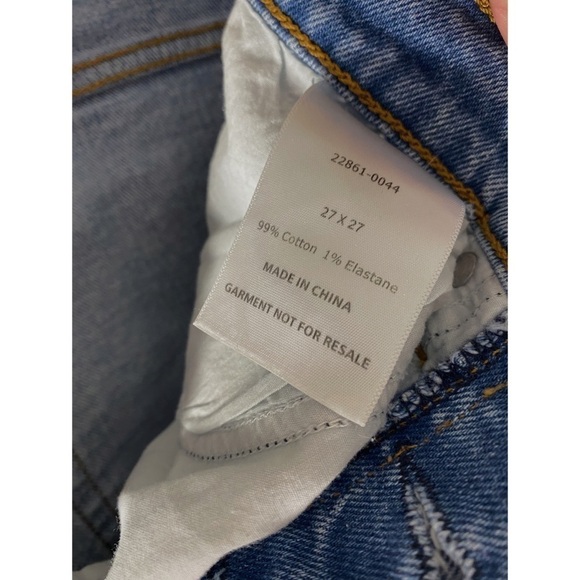 22861-0044
27 X 27
99% Cotton 1% Elastane
MADE IN CHINA
GARMENT NOT FOR RESALE